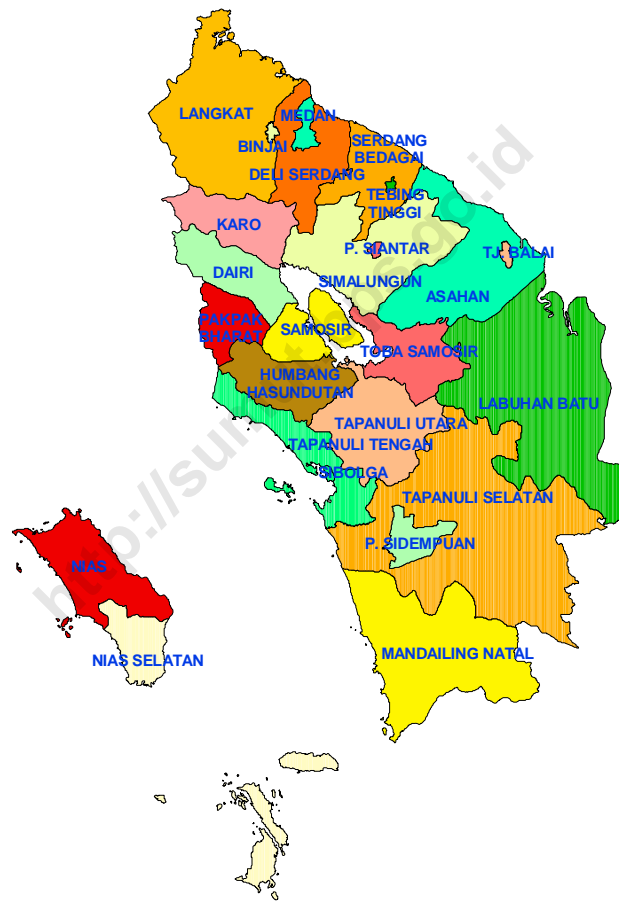 LANGKAT
MEDAN
BINJAI
SERDANG
BEDAGAI
DELI SERDANG
TEBING
TINGGI
KARO
P. SIANTAR
TJ. BALAI
DAIRI
SIMALUNGUN
ASAHAN
PAKPAK
BHARAT
SAMOSIR
TOBA SAMOSIR
HUMBANG
HASUNDUTAN
LABUHAN BATU
TAPANULI UTARA
TAPANULI TENGAH
SIBOLGA
TAPANULI SELATAN
P. SIDEMPUAN
NIAS
NIAS SELATAN
MANDAILING NATAL